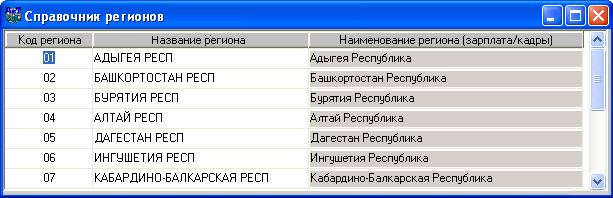 Справочник регионов
Код региона Название региона Наименование региона (зарплата/кадры)
01 АДЫГЕЯ РЕСП Адыгея Республика
02 БАШКОРТОСТАН РЕСП Башкортостан Республика
03 БУРЯТИЯ РЕСП Бурятия Республика
04 АЛТАЙ РЕСП Алтай Республика
05 ДАГЕСТАН РЕСП Дагестан Республика
06 ИНГУШЕТИЯ РЕСП Ингушетия Республика
07 КАБАРДИНО-БАЛКАРСКАЯ РЕСП Кабардино-Балкарская Республика